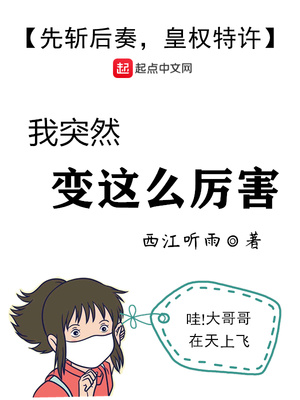 【先斩后奏，皇权特许】
起 起点中文网
我突然
变这么厉害
西江听雨◎著
哇!大哥哥
在天上飞